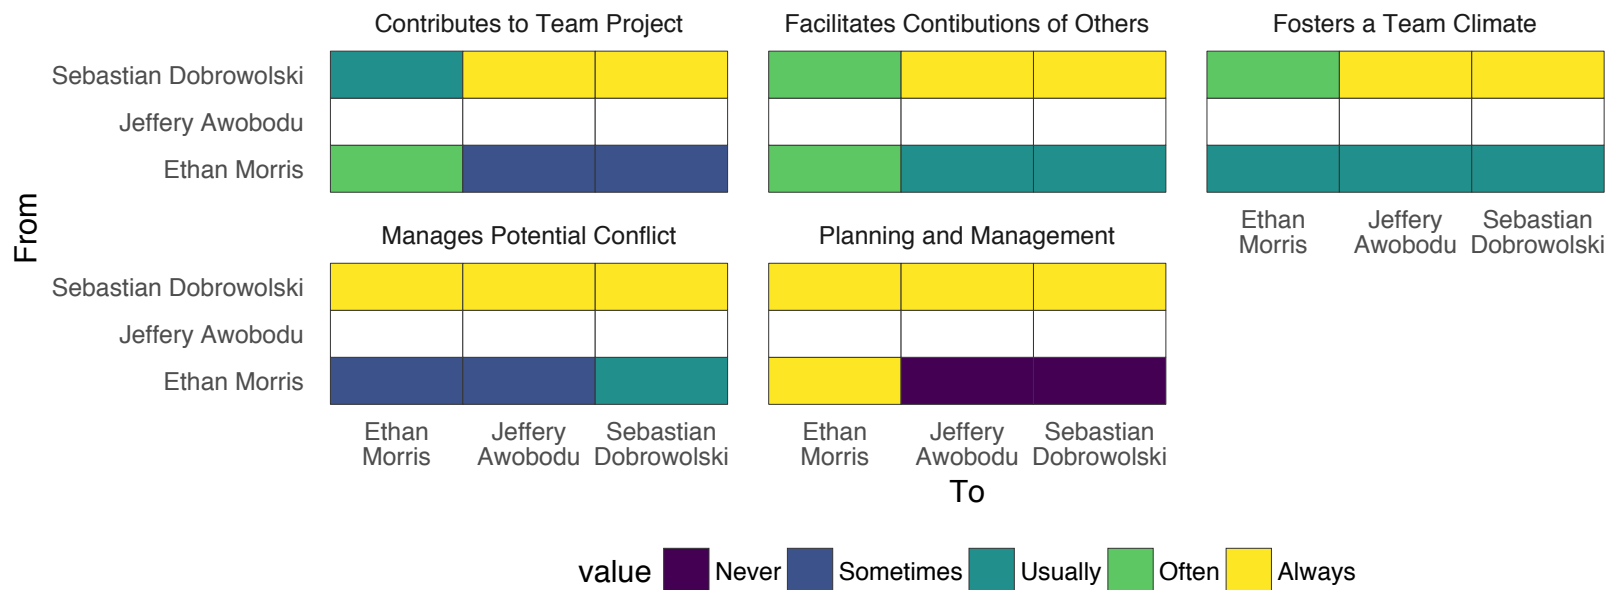 Contributes to Team Project
Facilitates Contibutions of Others
Fosters a Team Climate
Sebastian Dobrowolski
Jeffery Awobodu
Ethan Morris
Ethan Morris
Jeffery Awobodu
Sebastian Dobrowolski
From
Manages Potential Conflict
Planning and Management
Sebastian Dobrowolski
Jeffery Awobodu
Ethan Morris
Ethan Morris
Jeffery Awobodu
Sebastian Dobrowolski
Ethan Morris
Jeffery Awobodu
Sebastian Dobrowolski
To
value Never Sometimes Usually Often Always